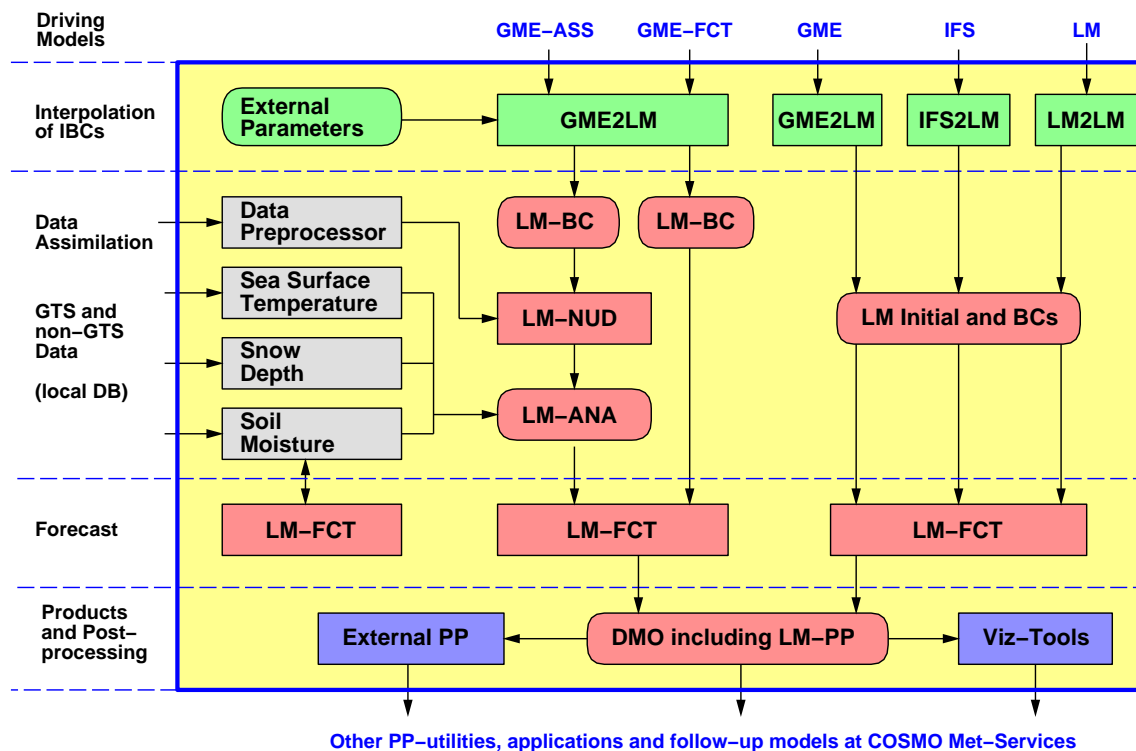 Driving
Models
GME−ASS
GME−FCT
GME
IFS
LM
Interpolation
of IBCs
External
Parameters
GME2LM
GME2LM
IFS2LM
LM2LM
Data
Assimilation
GTS and
non−GTS
Data
(local DB)
Data
Preprocessor
LM−BC
LM−BC
Sea Surface
Temperature
LM−NUD
LM Initial and BCs
Snow
Depth
LM−ANA
Soil
Moisture
Forecast
LM−FCT
LM−FCT
LM−FCT
Products
and Post−
processing
External PP
DMO including LM−PP
Viz−Tools
Other PP−utilities, applications and follow−up models at COSMO Met−Services